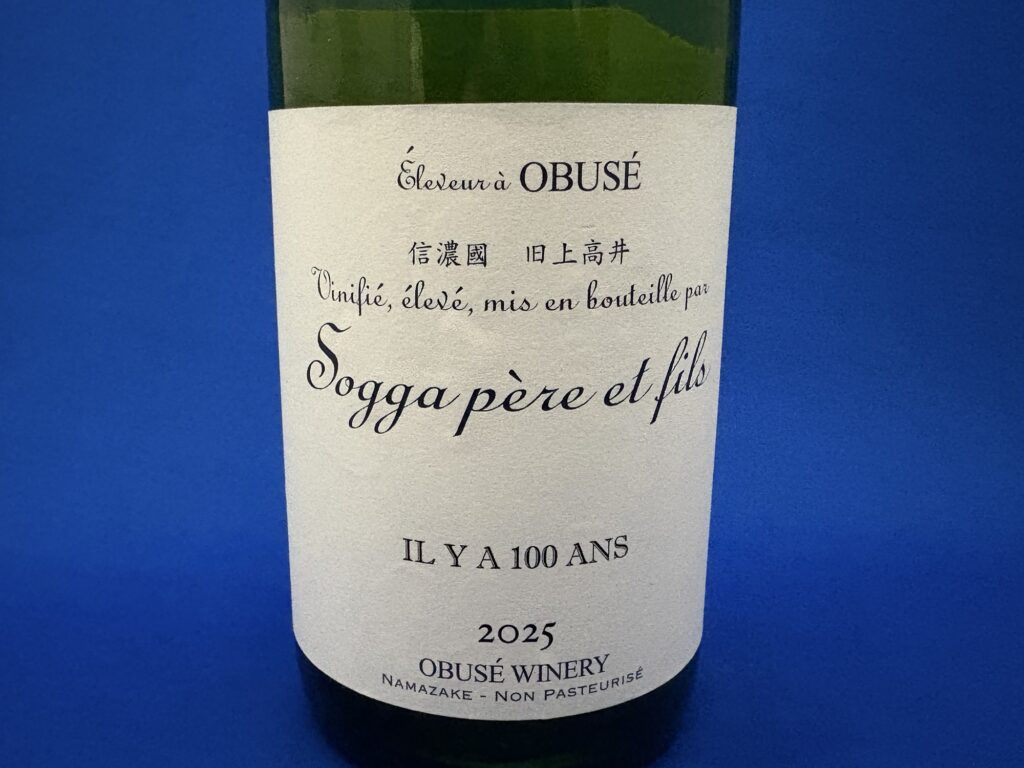 Éleveur à OBUSÉ
信濃國 旧上高井
Vinifié, élevé, mis en bouteille par
Sogga père et fils
IL Y A 100 ANS
2025
OBUSÉ WINERY
NAMAZAKE - NON PASTEURISÉ